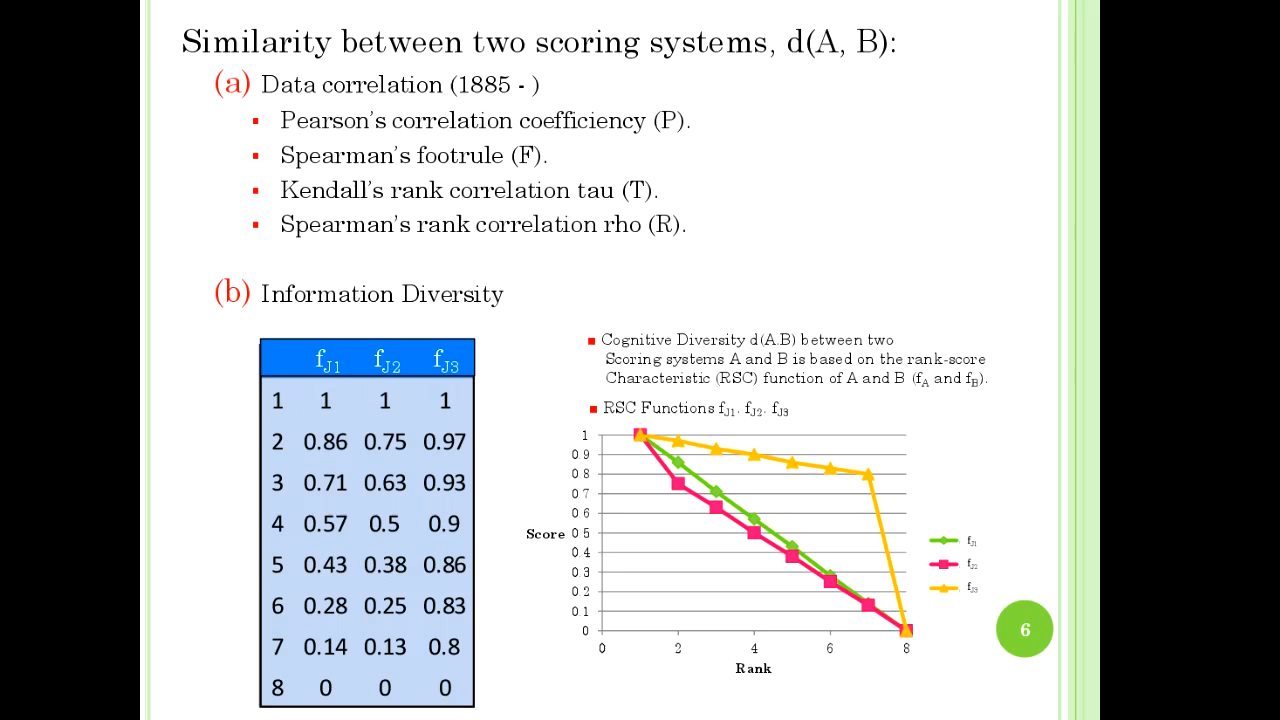 Similarity between two scoring systems, d(A, B):
(a) Data correlation (1885 - )
▪ Pearson's correlation coefficiency (P).
▪ Spearman's footrule (F).
▪ Kendall's rank correlation tau (T).
▪ Spearman's rank correlation rho (R).
(b) Information Diversity
fJ1 fJ2 fJ3
1 1 1 1
2 0.86 0.75 0.97
3 0.71 0.63 0.93
4 0.57 0.5 0.9
5 0.43 0.38 0.86
6 0.28 0.25 0.83
7 0.14 0.13 0.8
8 0 0 0
■ Cognitive Diversity d(A.B) between two
Scoring systems A and B is based on the rank-score
Characteristic (RSC) function of A and B (fA and fB).
■ RSC Functions fJ1, fJ2, fJ3
1
0.9
0.8
0.7
0.6
Score 0.5
0.4
0.3
0.2
0.1
0
0 2 4 6 8
Rank
fJ1
fJ2
fJ3
6